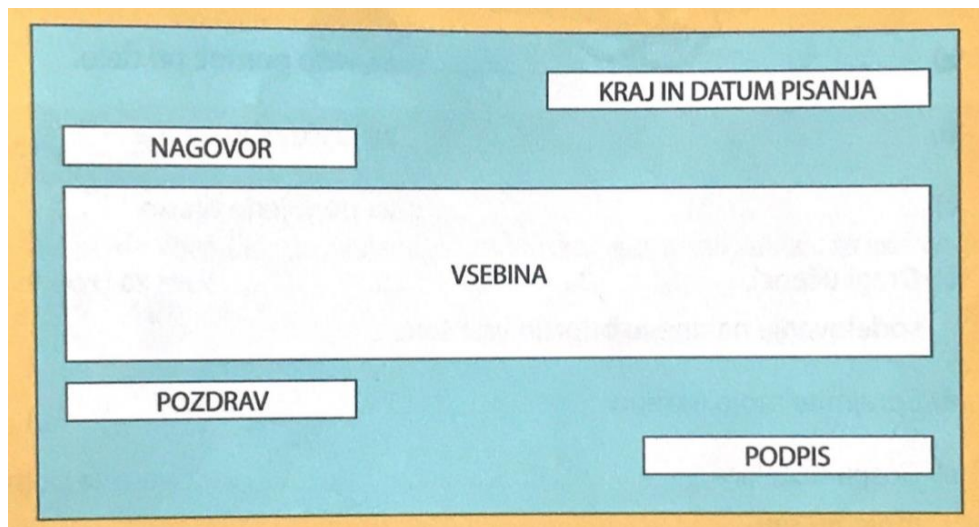 KRAJ IN DATUM PISANJA
NAGOVOR
VSEBINA
POZDRAV
PODPIS